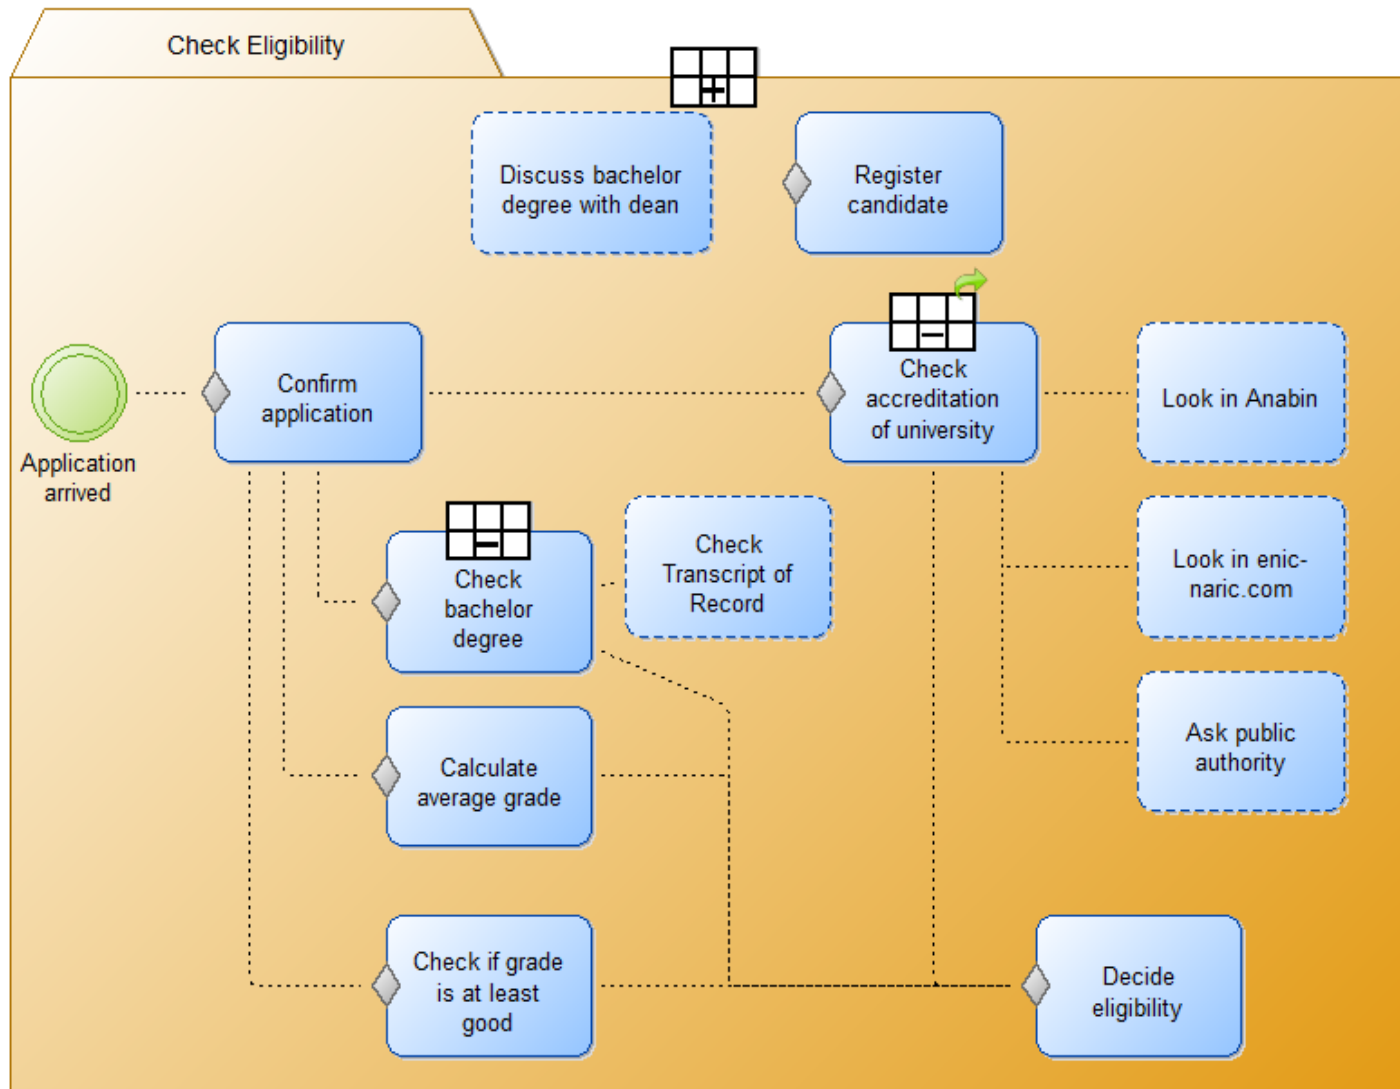 Check Eligibility
Discuss bachelor
degree with dean
Register
candidate
Application
arrived
Confirm
application
Check
accreditation
of university
Look in Anabin
Check
bachelor
degree
Check
Transcript of
Record
Look in enic-
naric.com
Calculate
average grade
Ask public
authority
Check if grade
is at least
good
Decide
eligibility